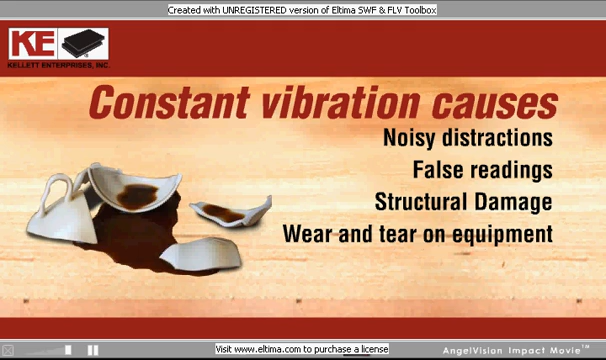 Created with UNREGISTERED version of Eltima SWF & FLV Toolbox
KE
KELLETT ENTERPRISES, INC.
Constant vibration causes
Noisy distractions
False readings
Structural Damage
Wear and tear on equipment
Visit www.eltima.com to purchase a license
AngelVision Impact Movie™